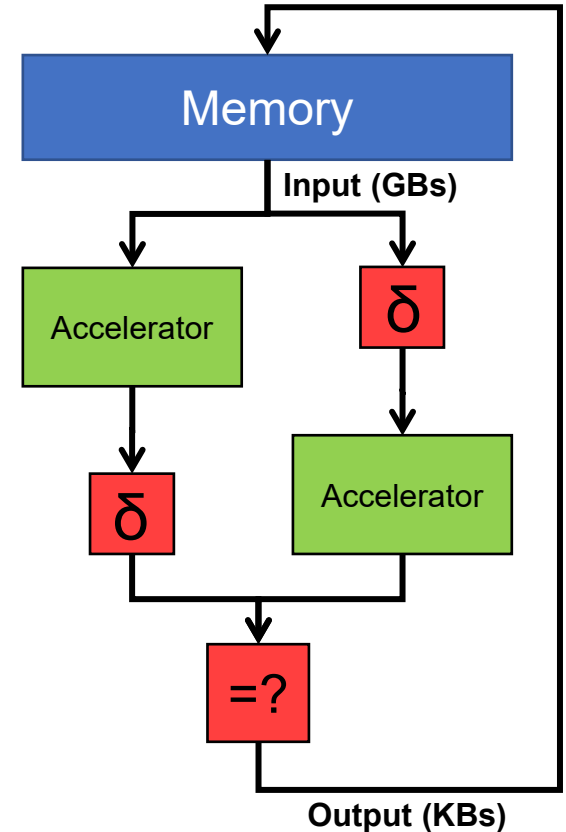 Memory
Input (GBs)
Accelerator
δ
δ
Accelerator
=?
Output (KBs)